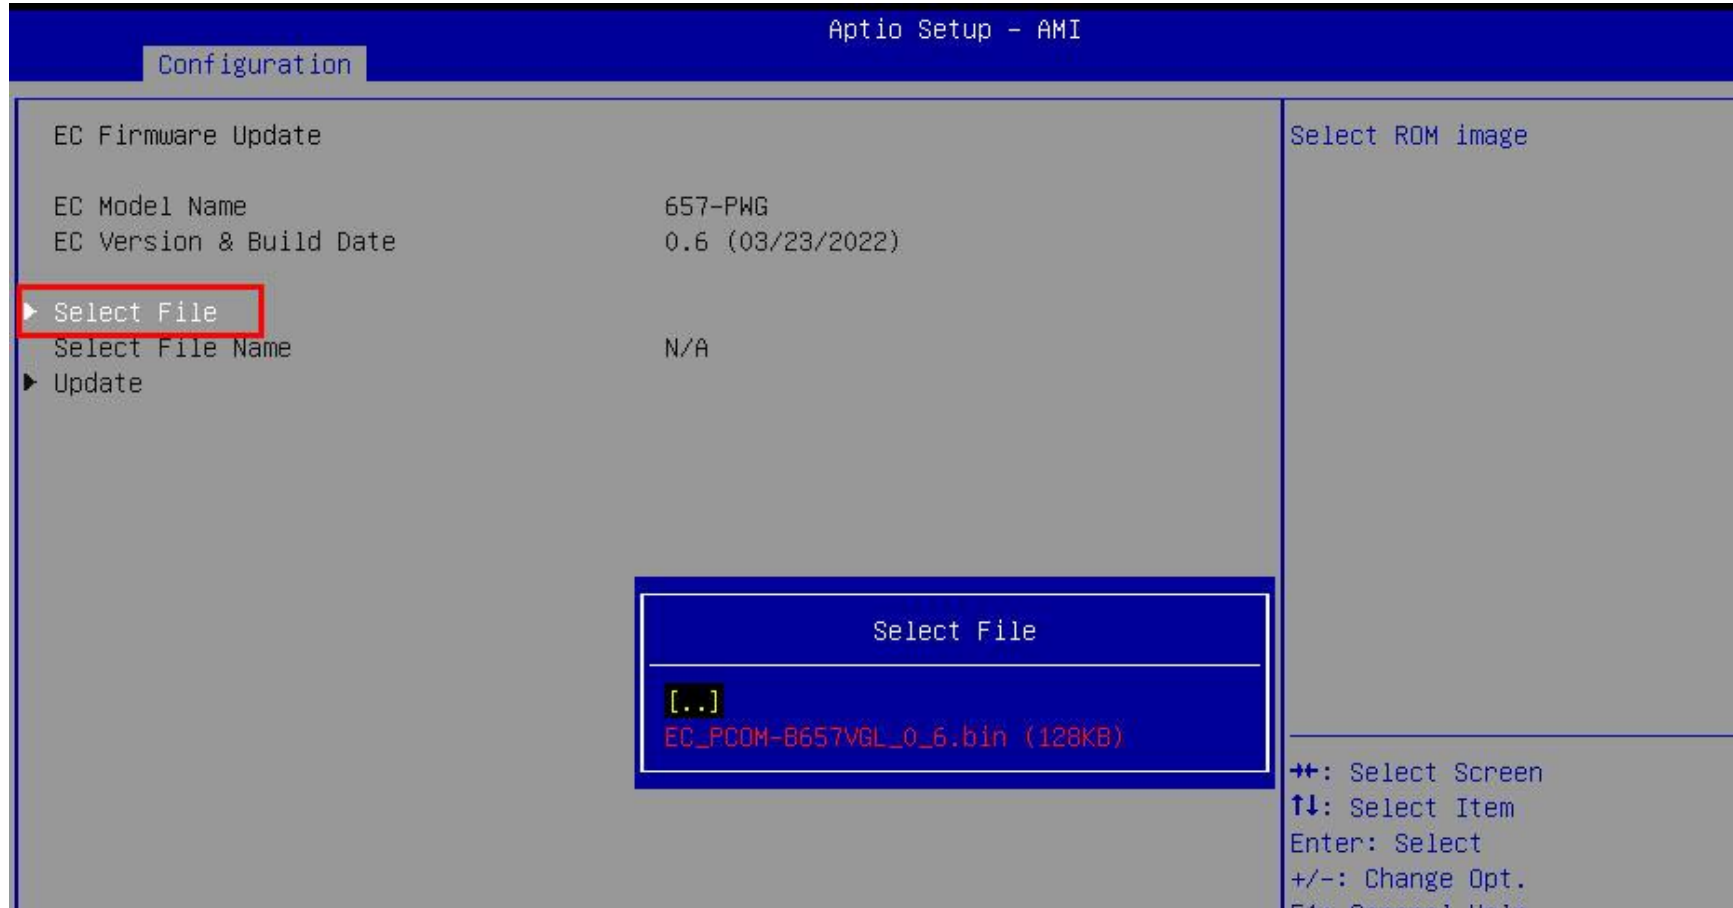 Aptio Setup – AMI
Configuration
EC Firmware Update
EC Model Name 657-PWG
EC Version & Build Date 0.6 (03/23/2022)
▶ Select File
Select File Name N/A
▶ Update
Select ROM image
Select File
[..]
EC_PCOM-B657VGL_0_6.bin (128KB)
→←: Select Screen
↑↓: Select Item
Enter: Select
+/-: Change Opt.